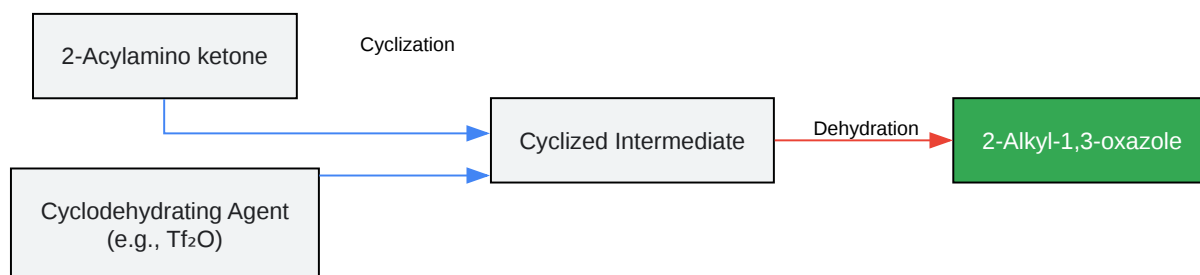 2-Acylamino ketone
Cyclization
Cyclized Intermediate
Dehydration
2-Alkyl-1,3-oxazole
Cyclodehydrating Agent
(e.g., Tf₂O)